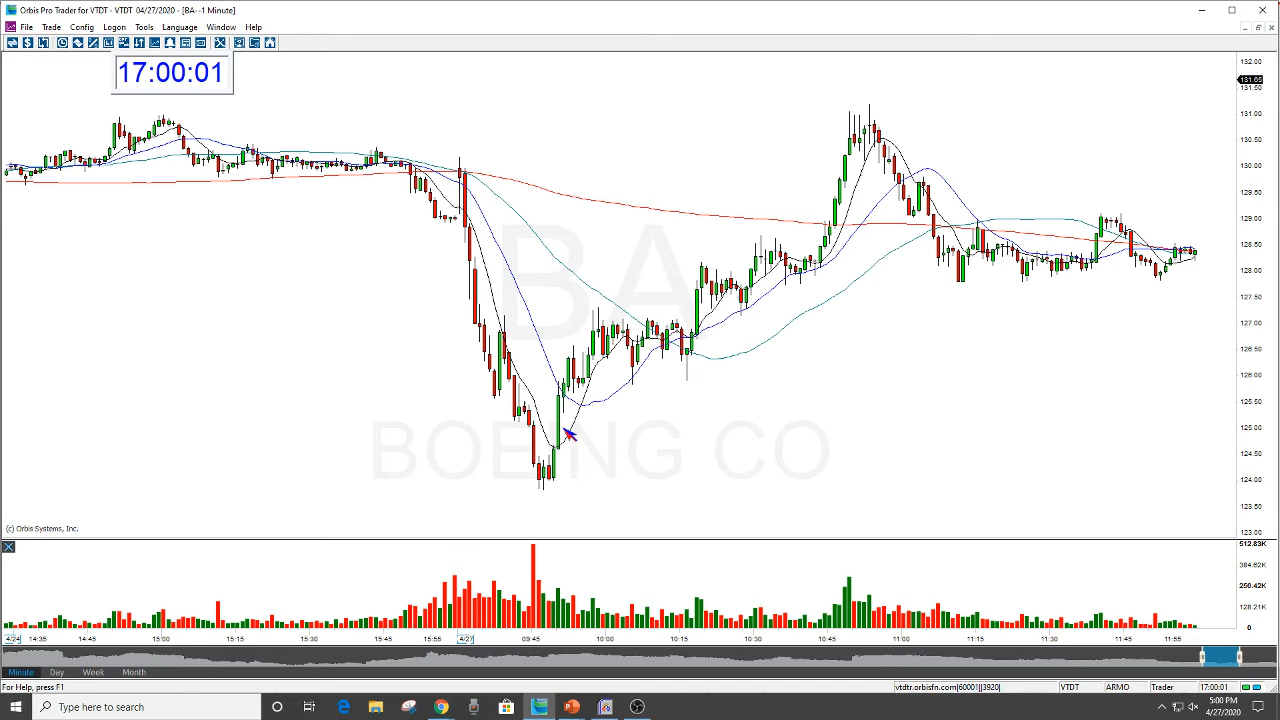 Orbis Pro Trader for VTDT - VTDT 04/27/2020 - [BA--1 Minute]
File Trade Config Logon Tools Language Window Help
17:00:01
132.00
131.05
131.50
131.00
130.50
130.00
129.50
129.00
128.50
128.00
127.50
127.00
126.50
126.00
125.50
125.00
124.50
124.00
123.50
123.00
BA
BOEING CO
(c) Orbis Systems, Inc.
132.00
512.83K
384.62K
256.42K
128.21K
0
4/24 14:35 14:45 15:00 15:15 15:30 15:45 15:55 4/27 09:45 10:00 10:15 10:30 10:45 11:00 11:15 11:30 11:45 11:55
Minute Day Week Month
For Help, press F1 vtdtr.orbisfn.com|60001||3920| VTDT ARMO Trader 17:00:01
Type here to search
5:00 PM
4/27/2020